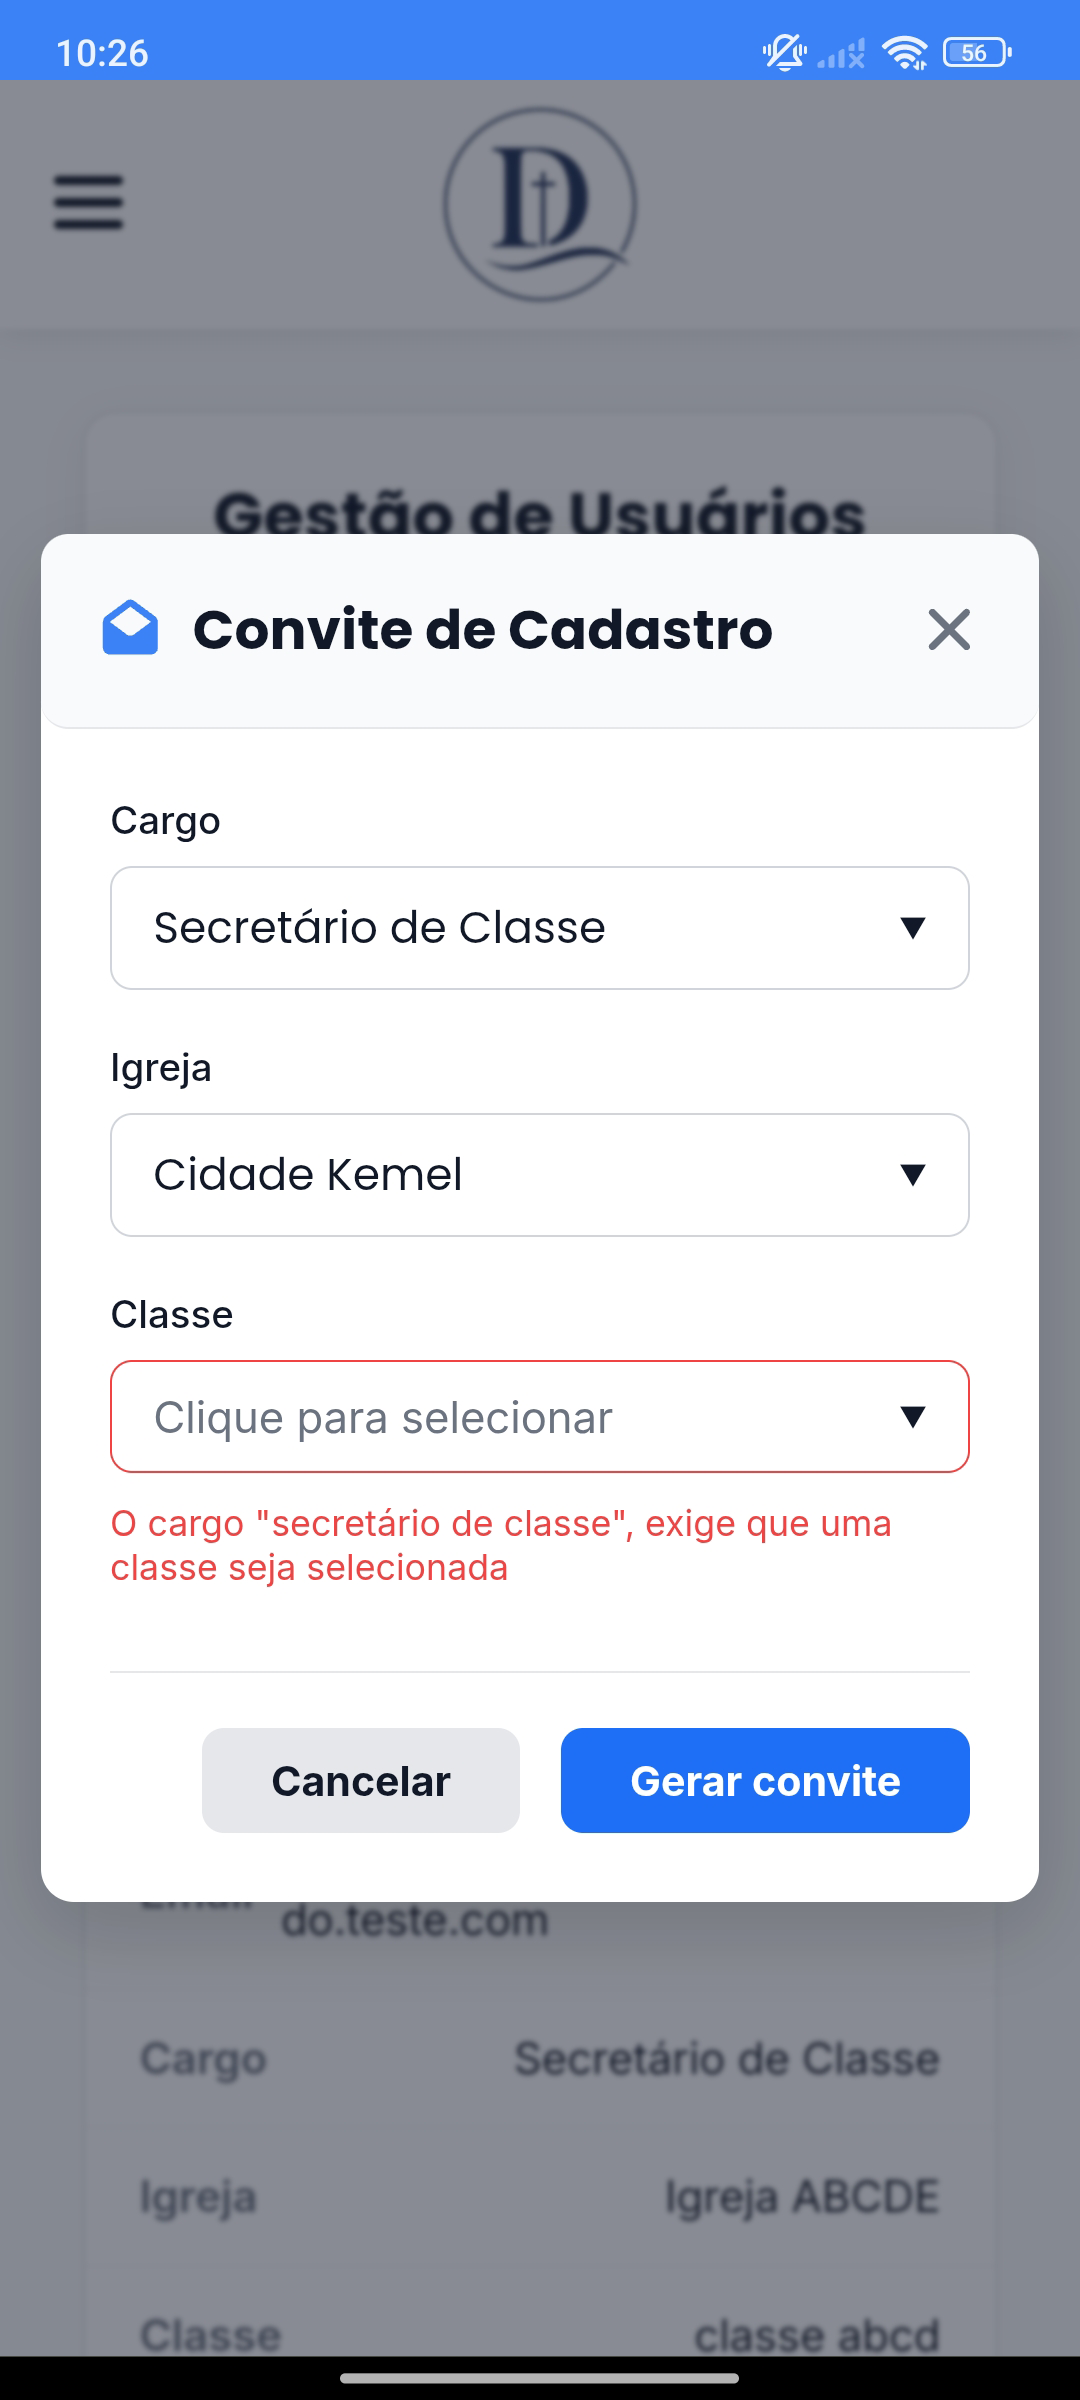 10:26
56
D
Gestão de Usuários
Convite de Cadastro
Cargo
Secretário de Classe
Igreja
Cidade Kemel
Classe
Clique para selecionar
O cargo "secretário de classe", exige que uma
classe seja selecionada
Cancelar
Gerar convite
Email
do.teste.com
Cargo
Secretário de Classe
Igreja
Igreja ABCDE
Classe
classe abcd